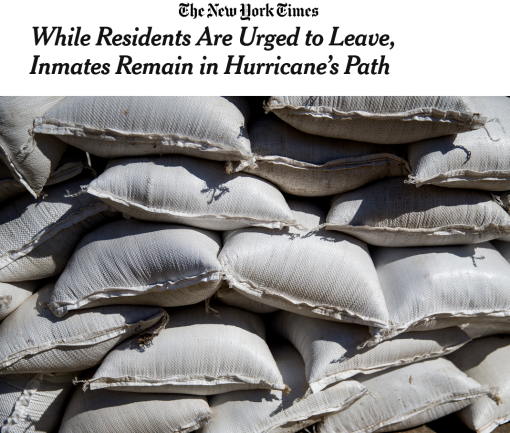 The New York Times
While Residents Are Urged to Leave,
Inmates Remain in Hurricane's Path